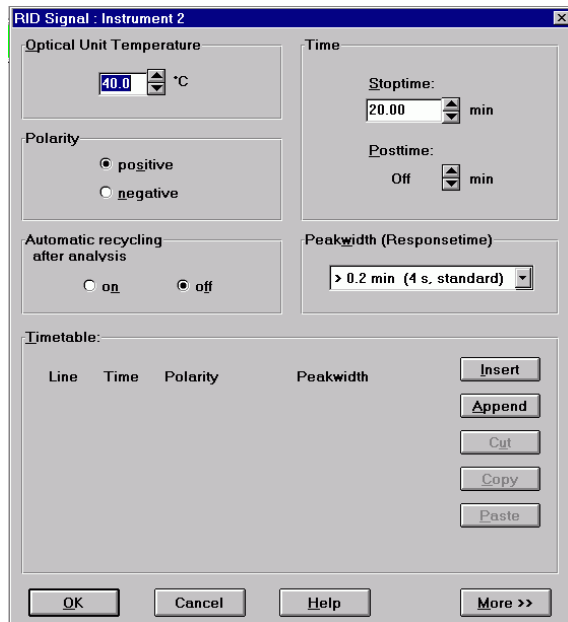 RID Signal : Instrument 2
Optical Unit Temperature
40.0 °C
Time
Stoptime:
20.00 min
Posttime:
Off min
Polarity
positive
negative
Automatic recycling
after analysis
on off
Peakwidth (Responsetime)
> 0.2 min (4 s, standard)
Timetable:
Line Time Polarity Peakwidth
Insert
Append
Cut
Copy
Paste
OK Cancel Help More >>